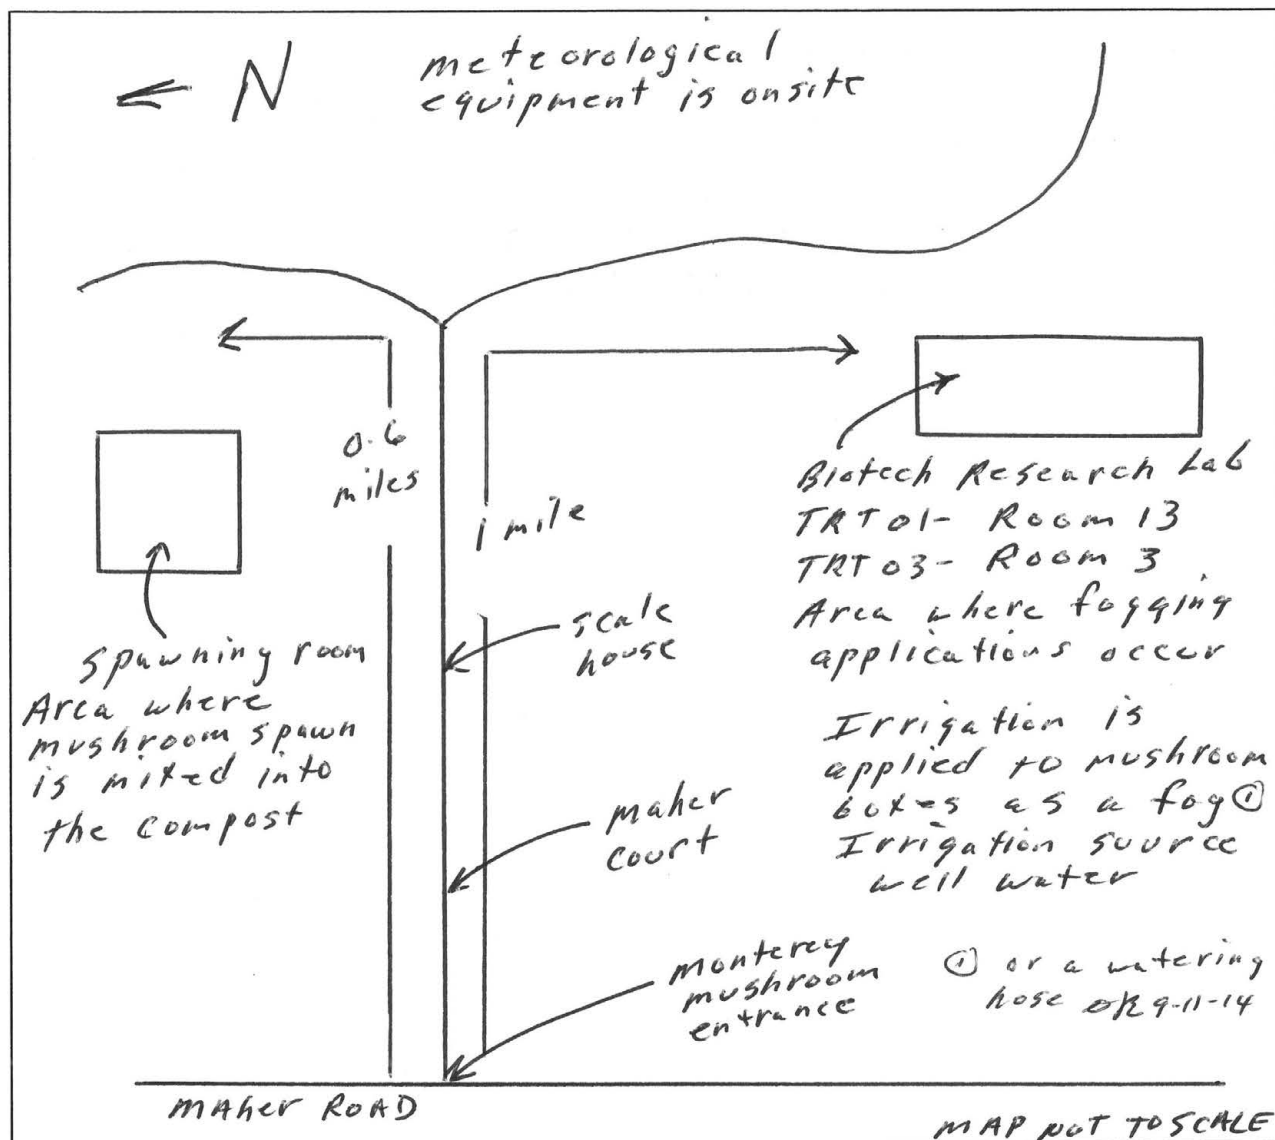 N
meteorological
equipment is onsite
0.6
miles
1 mile
Biotech Research Lab
TRT01- Room 13
TRT03- Room 3
Area where fogging
applications occur
scale
house
spawning room
Area where
mushroom spawn
is mixed into
the compost
Irrigation is
applied to mushroom
boxes as a fog ①
Irrigation source
well water
maher
court
monterey
mushroom
entrance
① or a watering
hose 9-11-14
MAHER ROAD
MAP NOT TO SCALE